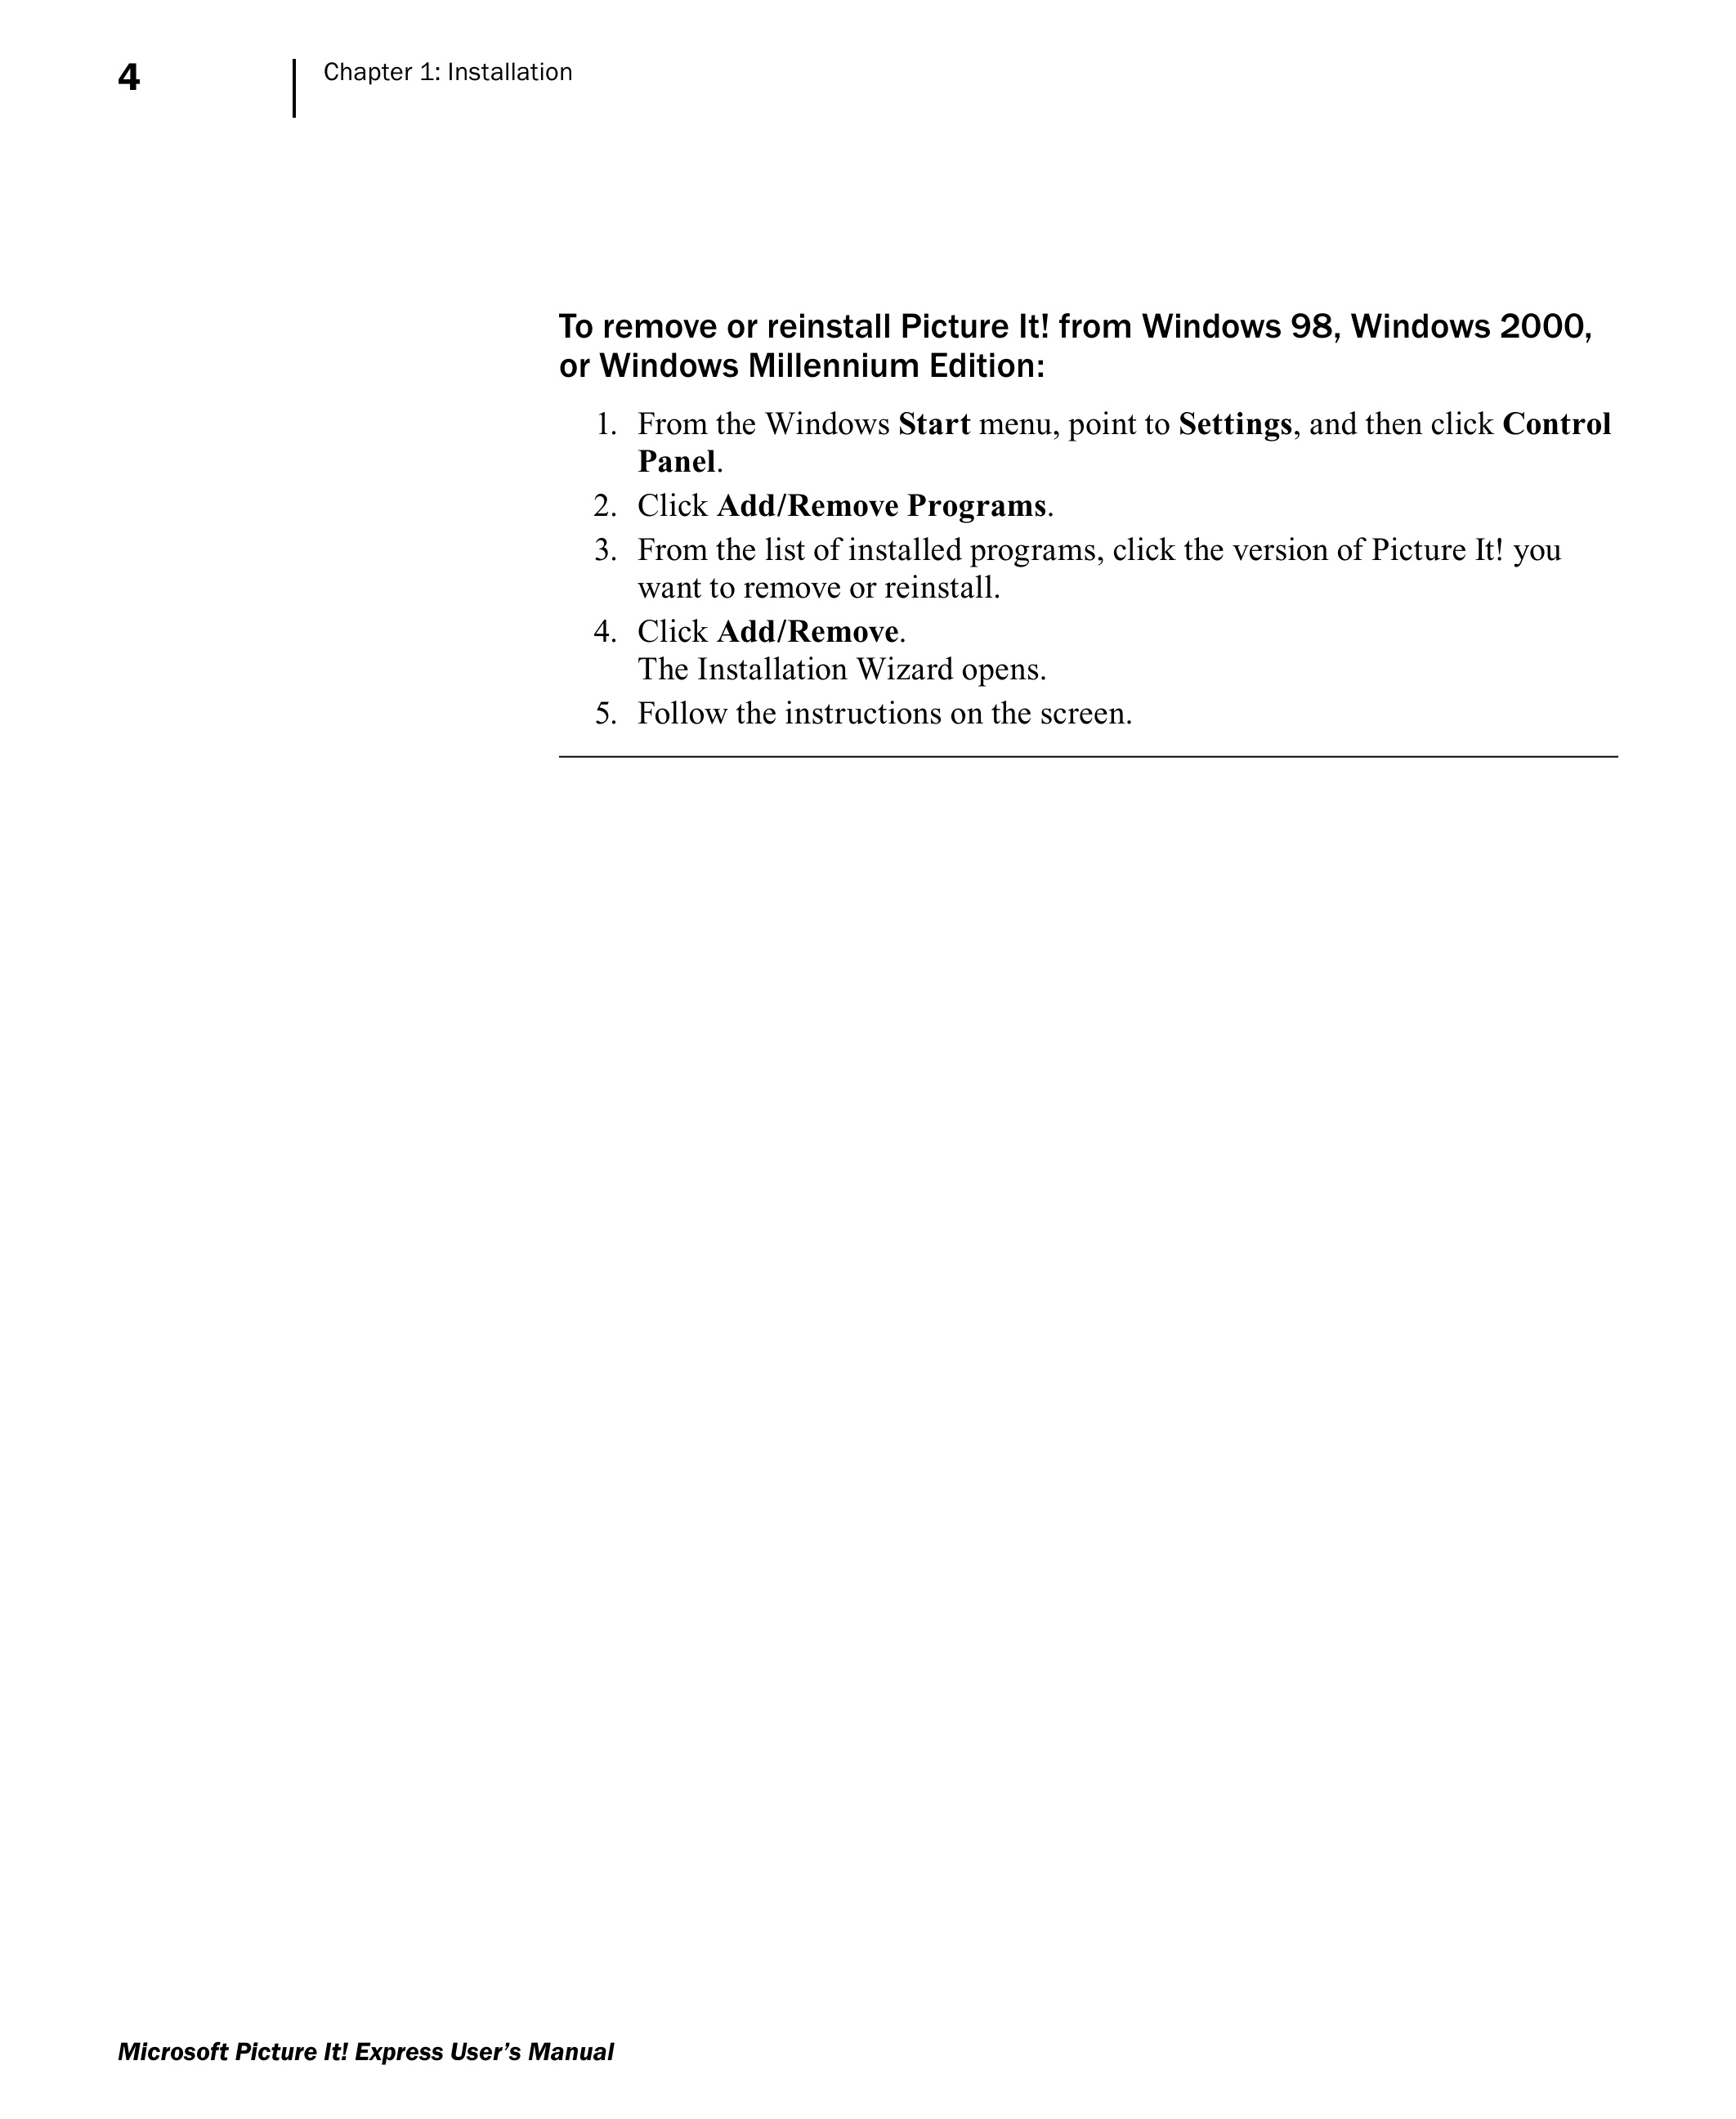 4
Chapter 1: Installation
To remove or reinstall Picture It! from Windows 98, Windows 2000,
or Windows Millennium Edition:
1. From the Windows Start menu, point to Settings, and then click Control
Panel.
2. Click Add/Remove Programs.
3. From the list of installed programs, click the version of Picture It! you
want to remove or reinstall.
4. Click Add/Remove.
The Installation Wizard opens.
5. Follow the instructions on the screen.
Microsoft Picture It! Express User’s Manual